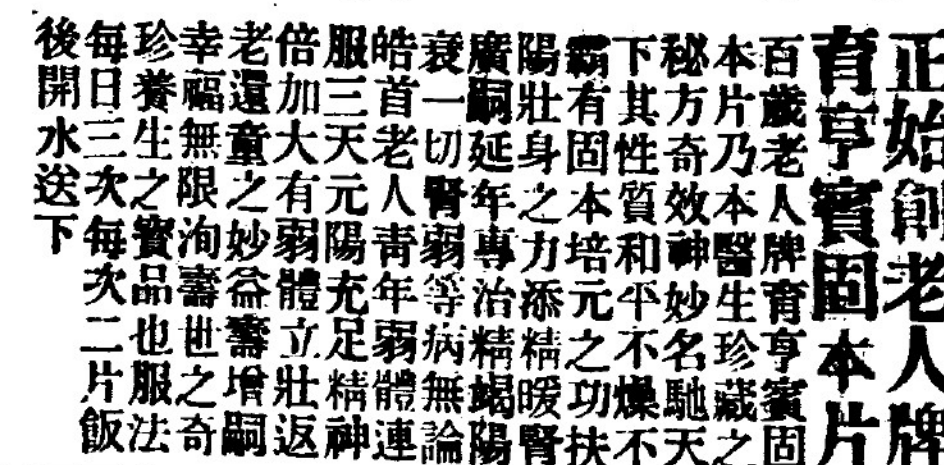 正始創老人牌
育亨賓固本片
百歲老人牌育亨賓固
本片乃本醫生珍藏之
秘方奇效神妙名馳天
下其性質和平不燥不
霸有固本培元之功扶
陽壯身之力添精暖腎
廣嗣延年專治精竭陽
衰一切腎弱等病無論
皓首老人青年弱體連
服三天元陽充足精神
倍加大有弱體立壯返
老還童之妙益壽增嗣
幸福無限洵壽世之奇
珍養生之寶品也服法
每日三次每次二片飯
後開水送下